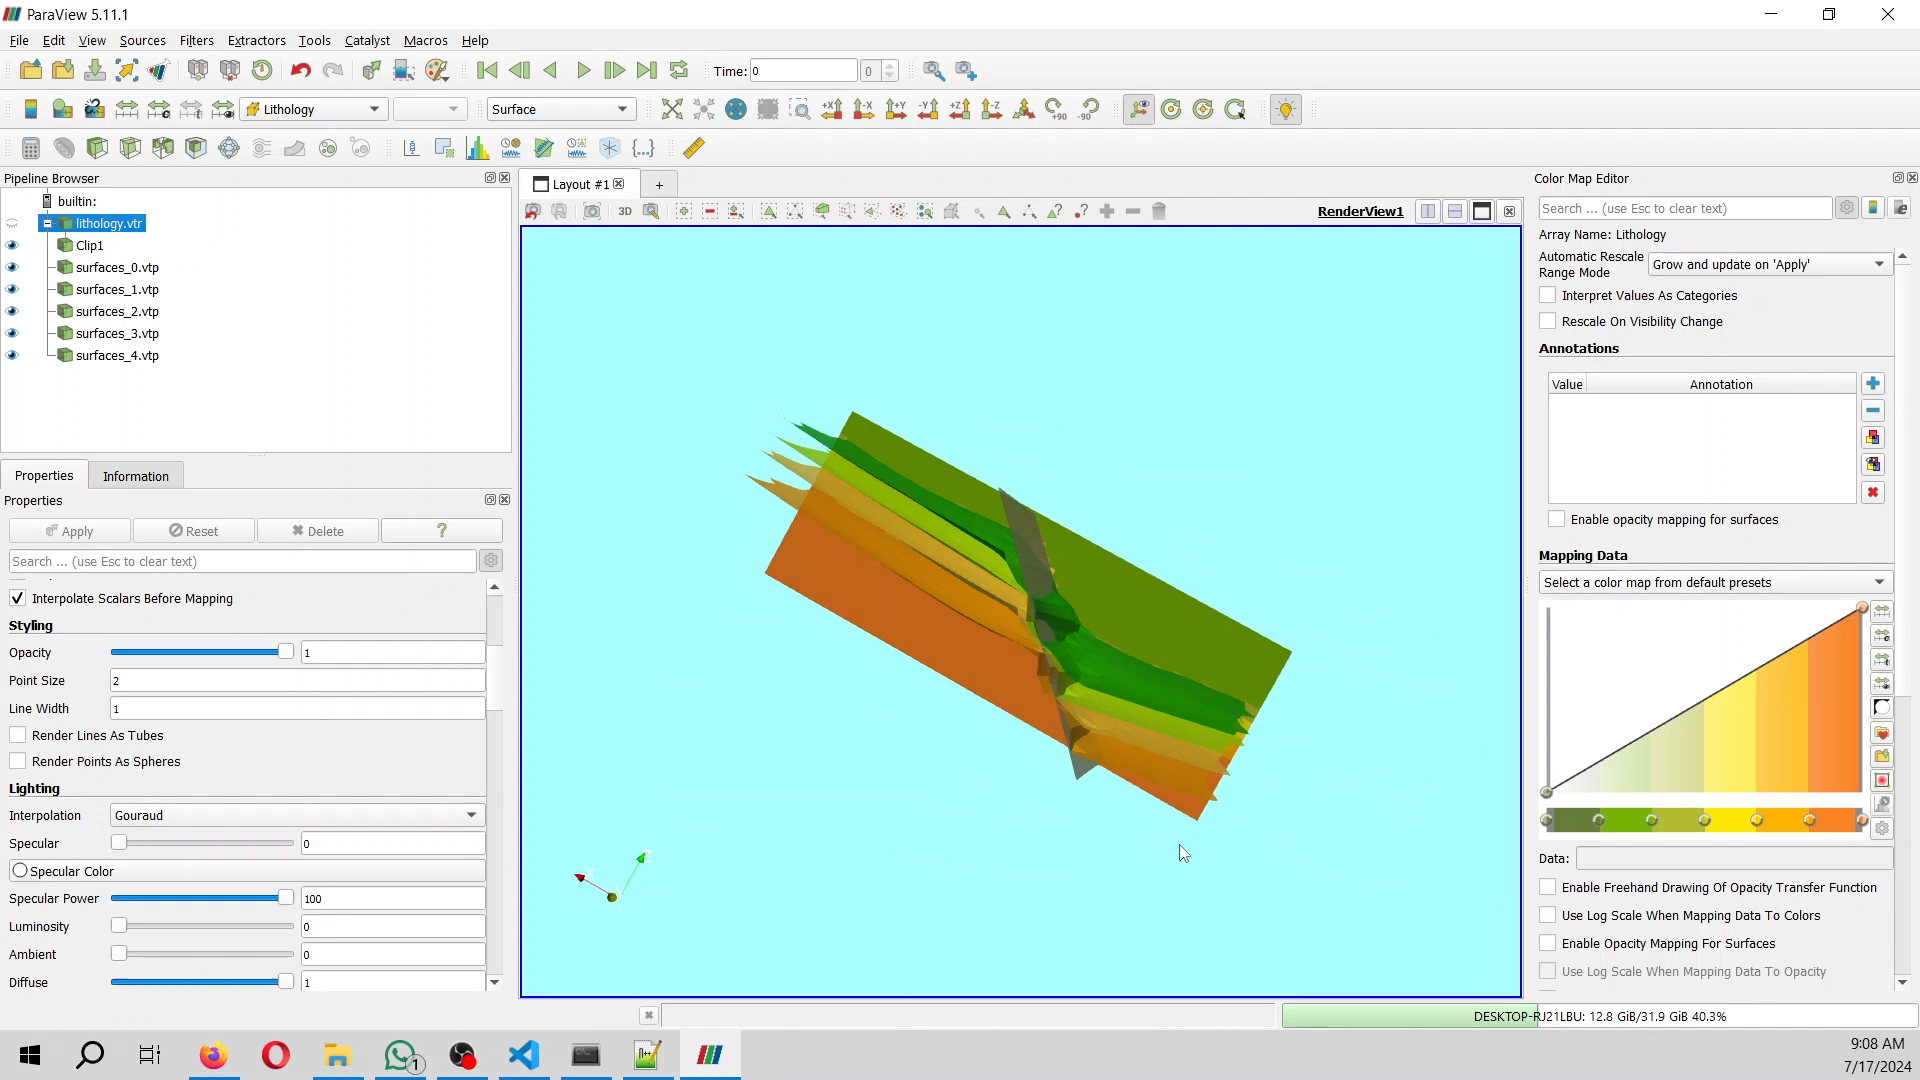 ParaView 5.11.1
File Edit View Sources Filters Extractors Tools Catalyst Macros Help
Time: 0 0
Lithology Surface +90 -90
Pipeline Browser
builtin:
lithology.vtr
Clip1
surfaces_0.vtp
surfaces_1.vtp
surfaces_2.vtp
surfaces_3.vtp
surfaces_4.vtp
Properties Information
Properties
Apply Reset Delete ?
Search ... (use Esc to clear text)
Interpolate Scalars Before Mapping
Styling
Opacity 1
Point Size 2
Line Width 1
Render Lines As Tubes
Render Points As Spheres
Lighting
Interpolation Gouraud
Specular 0
Specular Color
Specular Power 100
Luminosity 0
Ambient 0
Diffuse 1
Layout #1 +
3D RenderView1
Color Map Editor
Search ... (use Esc to clear text)
Array Name: Lithology
Automatic Rescale
Range Mode Grow and update on 'Apply'
Interpret Values As Categories
Rescale On Visibility Change
Annotations
Value Annotation
Enable opacity mapping for surfaces
Mapping Data
Select a color map from default presets
Data:
Enable Freehand Drawing Of Opacity Transfer Function
Use Log Scale When Mapping Data To Colors
Enable Opacity Mapping For Surfaces
Use Log Scale When Mapping Data To Opacity
DESKTOP-RJ21LBU: 12.8 GiB/31.9 GiB 40.3%
1
9:08 AM
7/17/2024